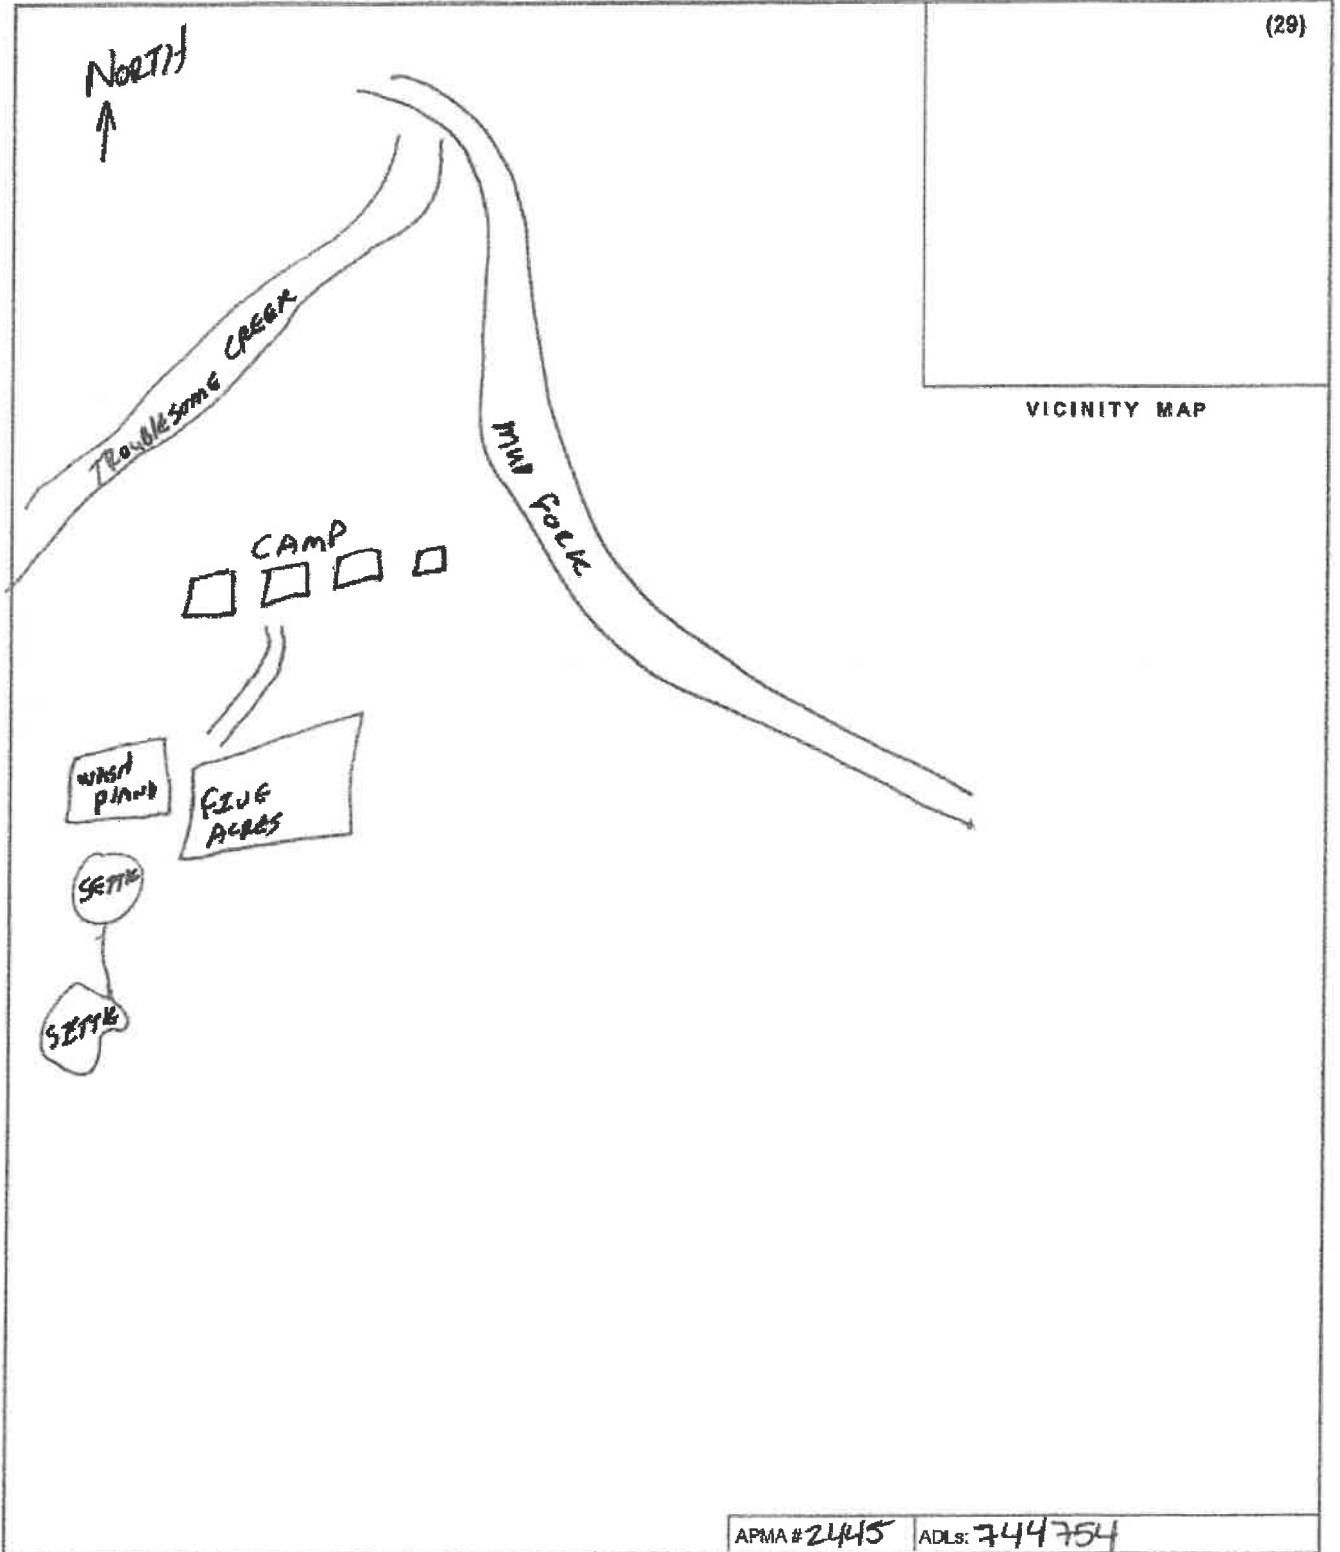 (29)
NORTH
VICINITY MAP
TROUBLESOME CREEK
MUD FORK
CAMP
WASH
PLANT
FIVE
ACRES
SETTLE
SETTLE
APMA # 2445 ADLs: 744754